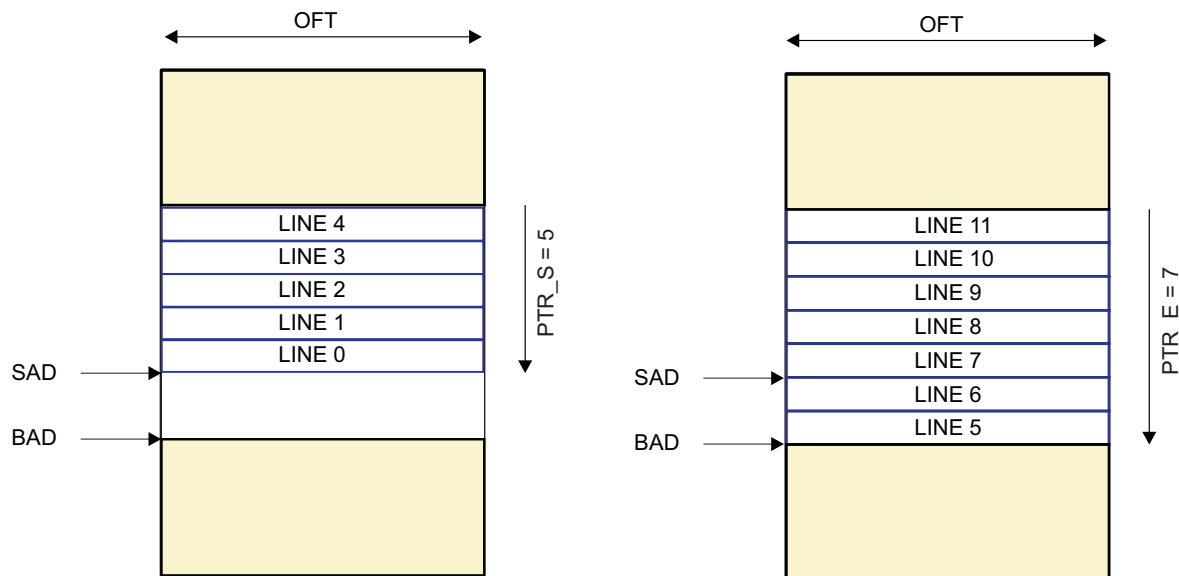 OFT
LINE 4
LINE 3
LINE 2
LINE 1
LINE 0
SAD
BAD
PTR_S = 5
OFT
LINE 11
LINE 10
LINE 9
LINE 8
LINE 7
LINE 6
LINE 5
SAD
BAD
PTR E = 7